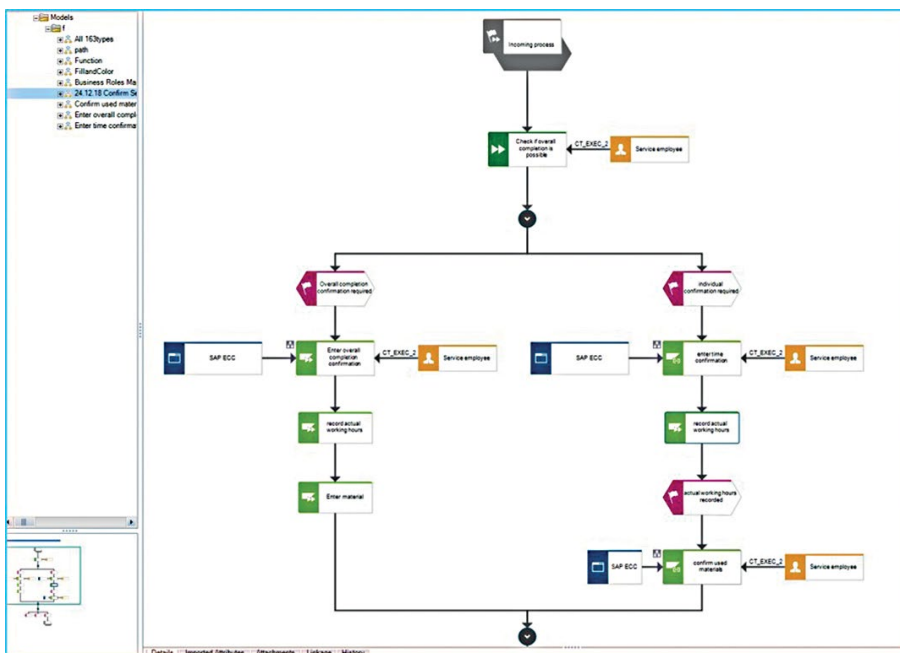 Models
f
All 163types
path
Function
FillandColor
Business Roles Ma
24.12.18 Confirm Se
Confirm used mater
Enter overall compl
Enter time confirma
Incoming process
Check if overall
completion is
possible
CT_EXEC_2
Service employee
Overall completion
confirmation required
individual
confirmation required
SAP ECC
Enter overall
completion
confirmation
CT_EXEC_2
Service employee
SAP ECC
enter time
confirmation
CT_EXEC_2
Service employee
record actual
working hours
record actual
working hours
Enter material
actual working hours
recorded
SAP ECC
confirm used
materials
CT_EXEC_2
Service employee
Details Imported Attributes Attachments Linkage History